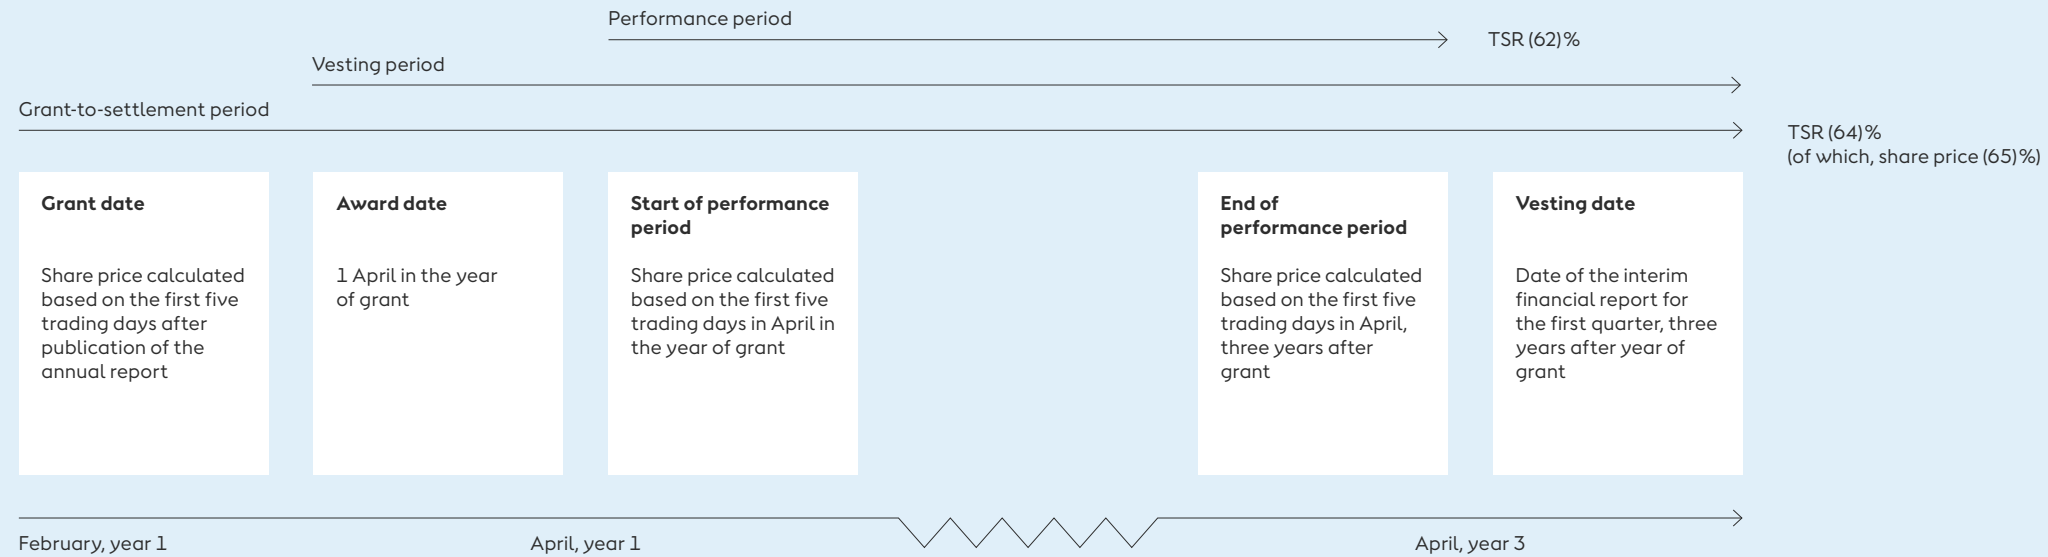 Performance period
TSR (62)%
Vesting period
Grant-to-settlement period
TSR (64)%
(of which, share price (65)%)
Grant date
Share price calculated
based on the first five
trading days after
publication of the
annual report
Award date
1 April in the year
of grant
Start of performance
period
Share price calculated
based on the first five
trading days in April in
the year of grant
End of
performance period
Share price calculated
based on the first five
trading days in April,
three years after
grant
Vesting date
Date of the interim
financial report for
the first quarter, three
years after year of
grant
February, year 1
April, year 1
April, year 3